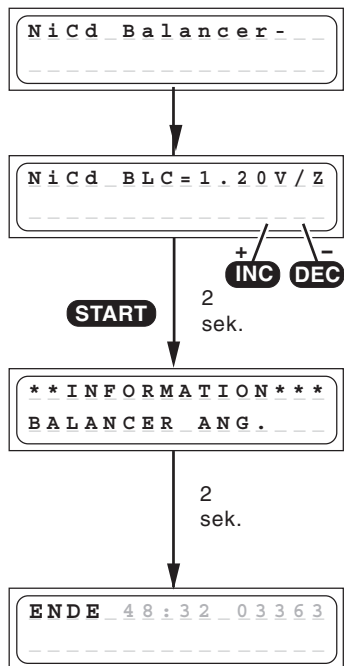 NiCd Balancer-
NiCd BLC=1.20V/Z
+ -
INC DEC
START
2
sek.
**INFORMATION***
BALANCER ANG.
2
sek.
ENDE 48:32 03363